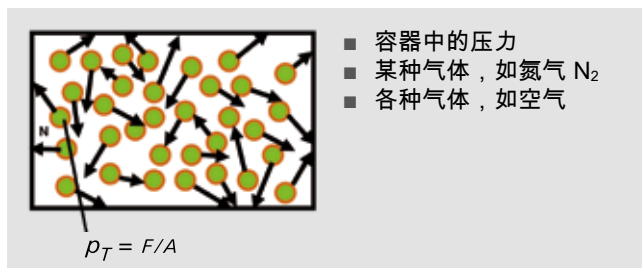 ■ 容器中的压力
■ 某种气体，如氮气 N₂
■ 各种气体，如空气
N
pT = F/A